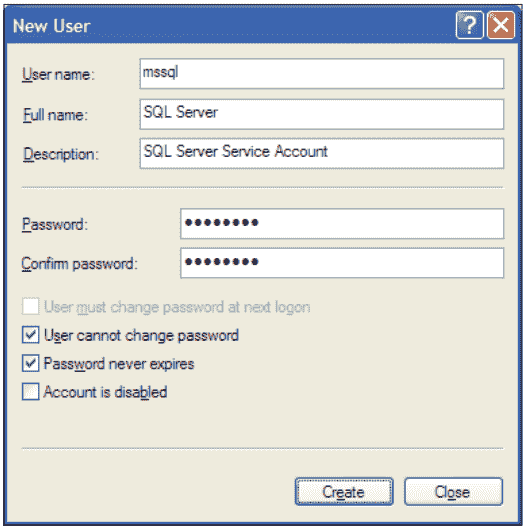 New User
User name: mssql
Full name: SQL Server
Description: SQL Server Service Account
Password: ●●●●●●●●
Confirm password: ●●●●●●●●
User must change password at next logon
User cannot change password
Password never expires
Account is disabled
Create Close